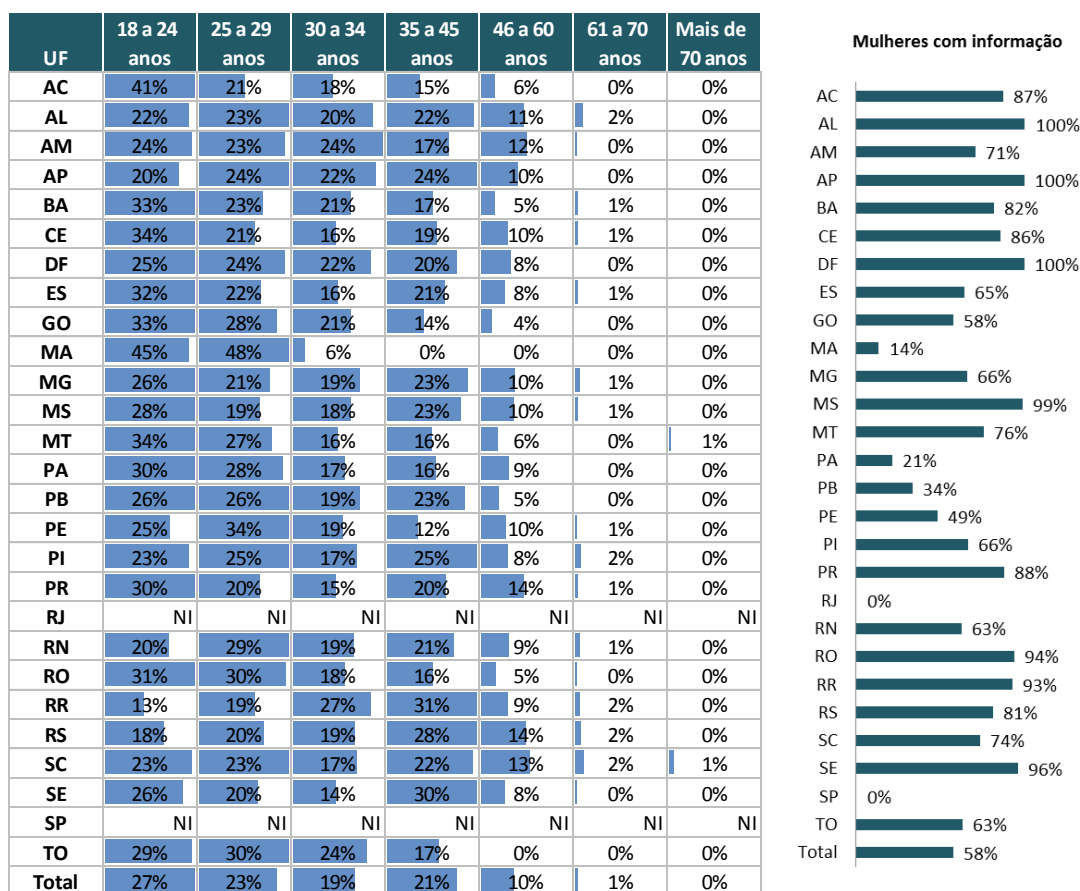 UF 18 a 24 anos 25 a 29 anos 30 a 34 anos 35 a 45 anos 46 a 60 anos 61 a 70 anos Mais de 70 anos
AC 41% 21% 18% 15% 6% 0% 0%
AL 22% 23% 20% 22% 11% 2% 0%
AM 24% 23% 24% 17% 12% 0% 0%
AP 20% 24% 22% 24% 10% 0% 0%
BA 33% 23% 21% 17% 5% 1% 0%
CE 34% 21% 16% 19% 10% 1% 0%
DF 25% 24% 22% 20% 8% 0% 0%
ES 32% 22% 16% 21% 8% 1% 0%
GO 33% 28% 21% 14% 4% 0% 0%
MA 45% 48% 6% 0% 0% 0% 0%
MG 26% 21% 19% 23% 10% 1% 0%
MS 28% 19% 18% 23% 10% 1% 0%
MT 34% 27% 16% 16% 6% 0% 1%
PA 30% 28% 17% 16% 9% 0% 0%
PB 26% 26% 19% 23% 5% 0% 0%
PE 25% 34% 19% 12% 10% 1% 0%
PI 23% 25% 17% 25% 8% 2% 0%
PR 30% 20% 15% 20% 14% 1% 0%
RJ NI NI NI NI NI NI NI
RN 20% 29% 19% 21% 9% 1% 0%
RO 31% 30% 18% 16% 5% 0% 0%
RR 13% 19% 27% 31% 9% 2% 0%
RS 18% 20% 19% 28% 14% 2% 0%
SC 23% 23% 17% 22% 13% 2% 1%
SE 26% 20% 14% 30% 8% 0% 0%
SP NI NI NI NI NI NI NI
TO 29% 30% 24% 17% 0% 0% 0%
Total 27% 23% 19% 21% 10% 1% 0%
Mulheres com informação
AC 87%
AL 100%
AM 71%
AP 100%
BA 82%
CE 86%
DF 100%
ES 65%
GO 58%
MA 14%
MG 66%
MS 99%
MT 76%
PA 21%
PB 34%
PE 49%
PI 66%
PR 88%
RJ 0%
RN 63%
RO 94%
RR 93%
RS 81%
SC 74%
SE 96%
SP 0%
TO 63%
Total 58%